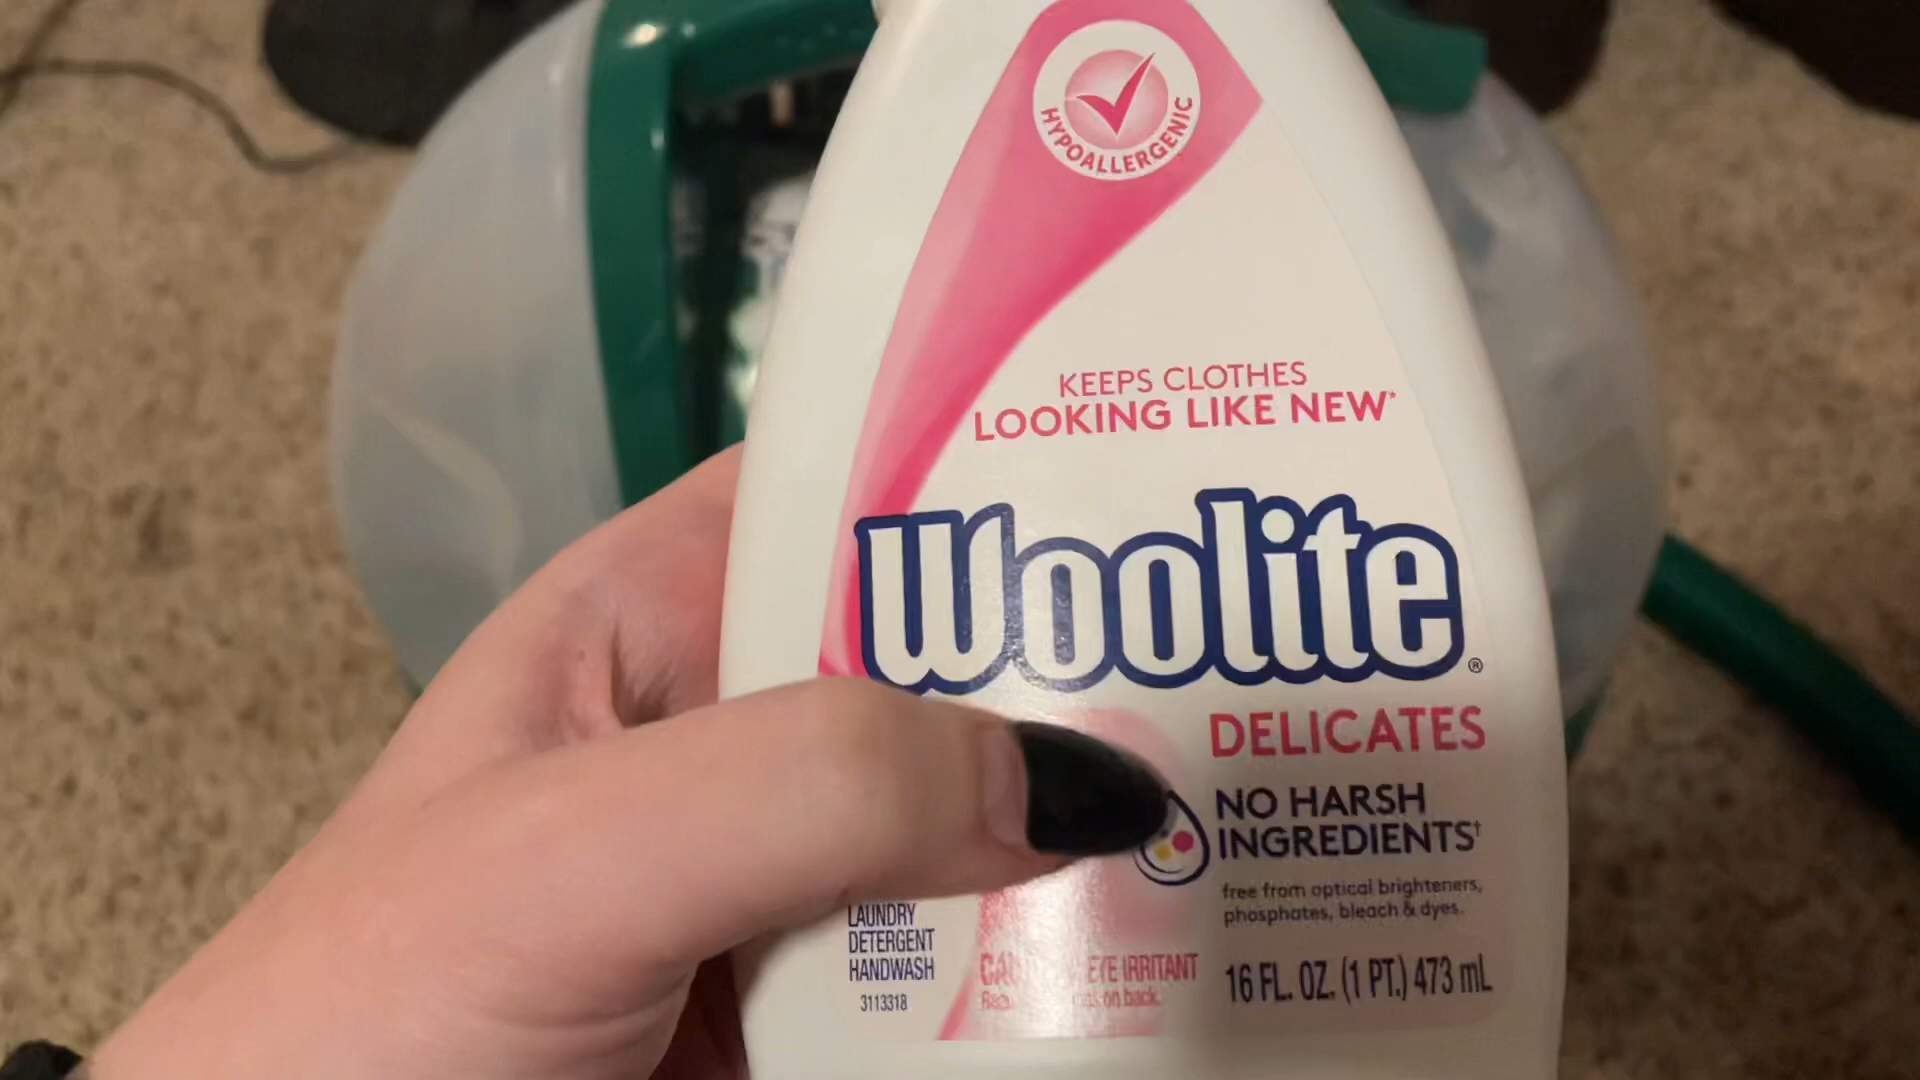 HYPOALLERGENIC
KEEPS CLOTHES
LOOKING LIKE NEW*
Woolite®
DELICATES
NO HARSH
INGREDIENTS†
free from optical brighteners,
phosphates, bleach & dyes.
LAUNDRY
DETERGENT
HANDWASH
3113318
EYE IRRITANT
on back.
16 FL. OZ. (1 PT.) 473 mL